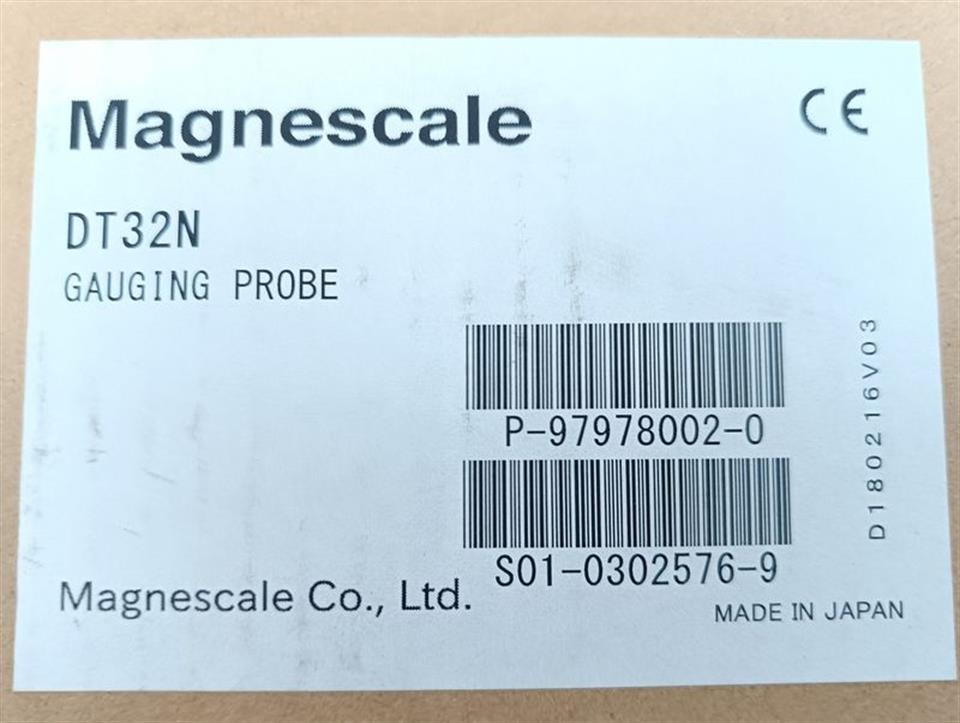 Magnescale
CE
DT32N
GAUGING PROBE
P-97978002-0
S01-0302576-9
D180216V03
Magnescale Co., Ltd.
MADE IN JAPAN